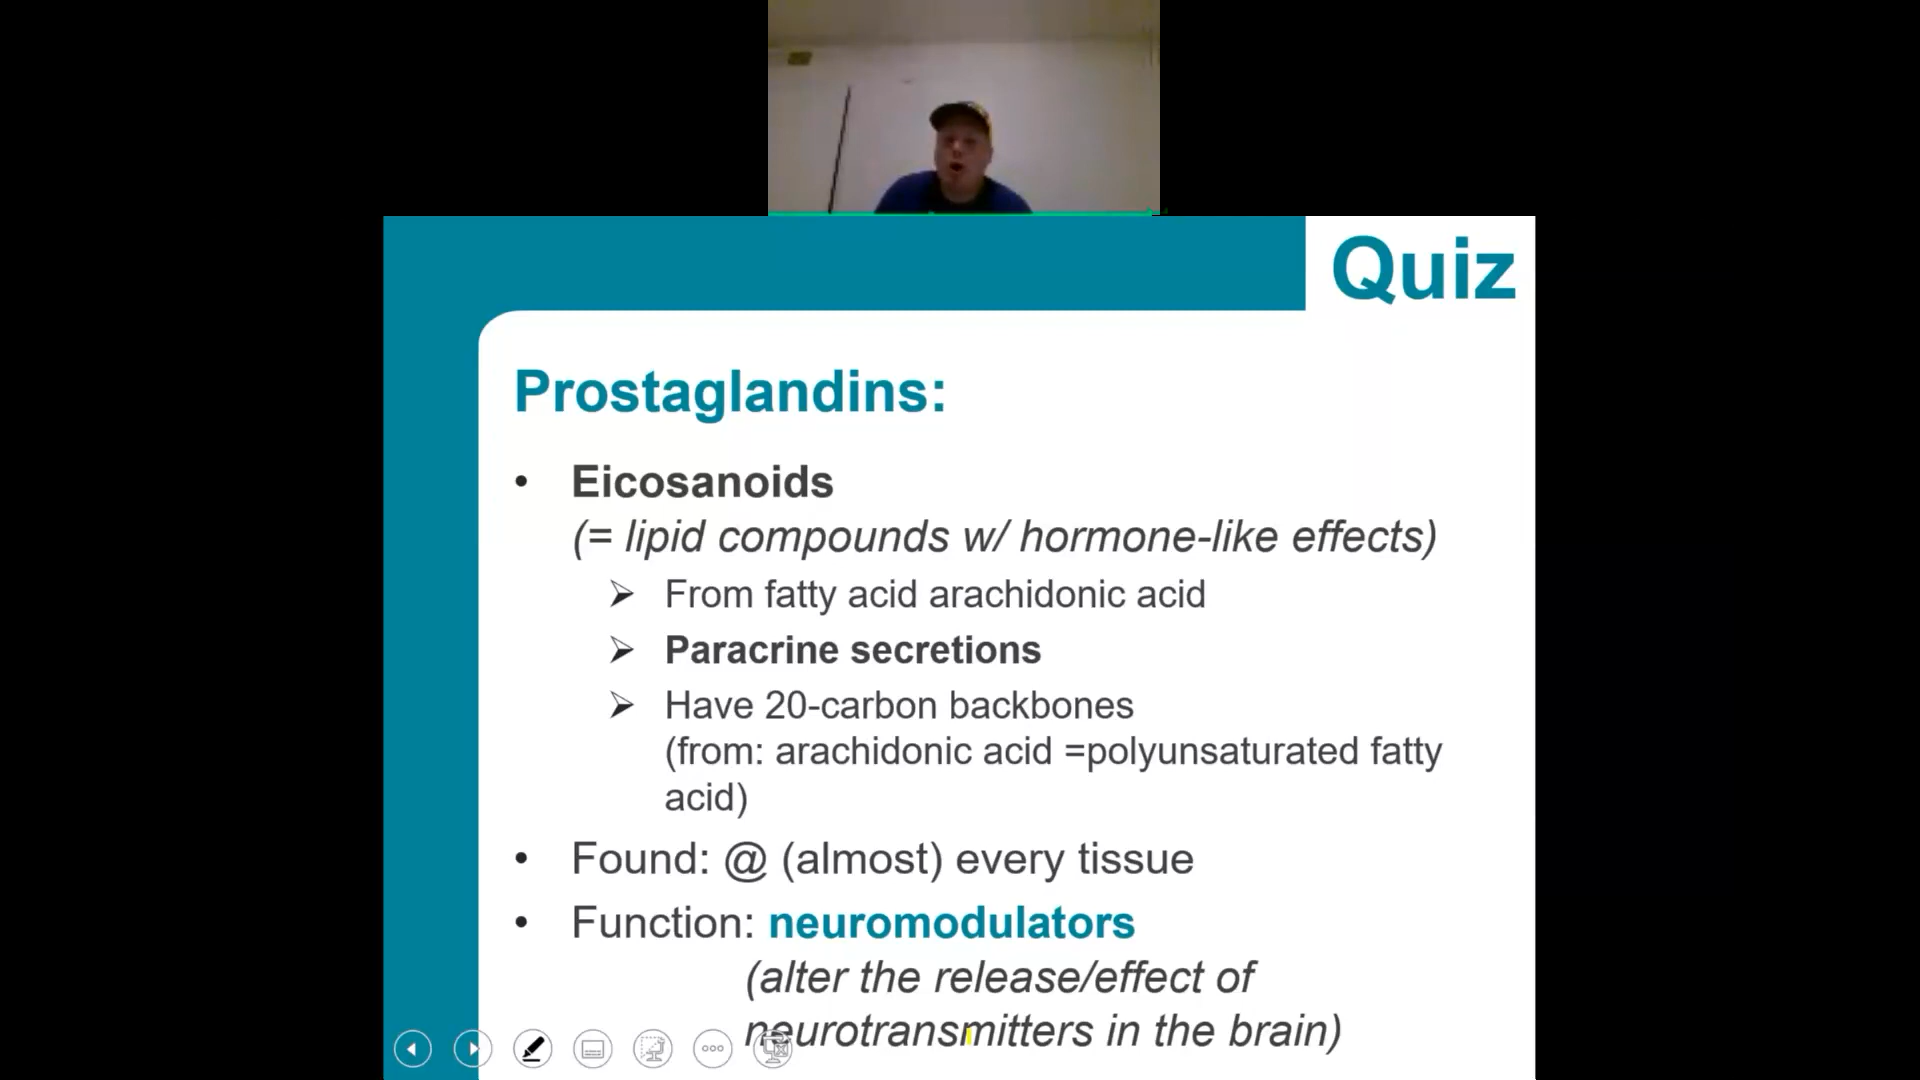 Quiz
Prostaglandins:
• Eicosanoids
(= lipid compounds w/ hormone-like effects)
➢ From fatty acid arachidonic acid
➢ Paracrine secretions
➢ Have 20-carbon backbones
(from: arachidonic acid =polyunsaturated fatty
acid)
• Found: @ (almost) every tissue
• Function: neuromodulators
(alter the release/effect of
neurotransmitters in the brain)